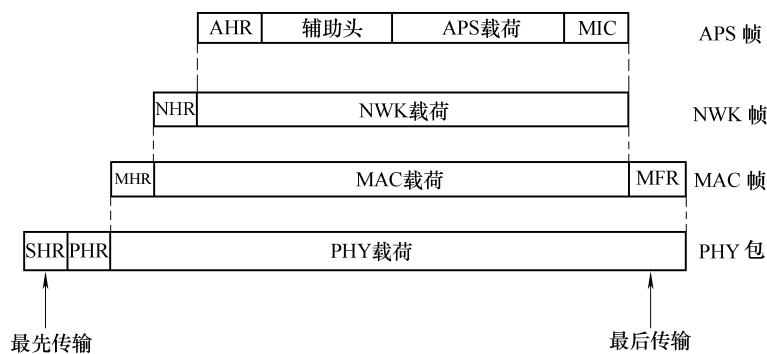 AHR 辅助头 APS载荷 MIC APS 帧
NHR NWK载荷 NWK 帧
MHR MAC载荷 MFR MAC 帧
SHR PHR PHY载荷 PHY 包
最先传输 最后传输